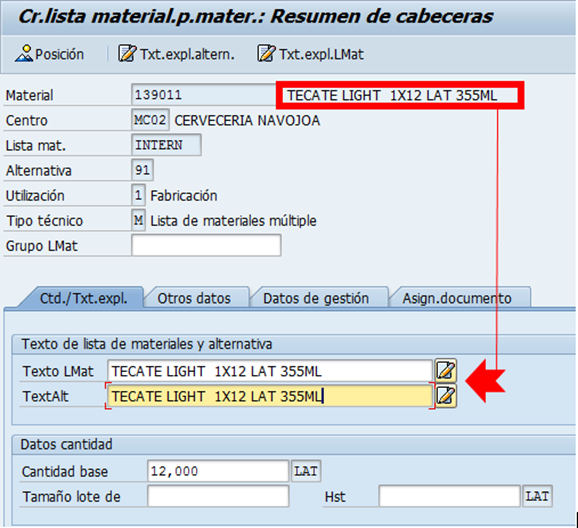 Cr.lista material.p.mater.: Resumen de cabeceras
Posición Txt.expl.altern. Txt.expl.LMat
Material 139011 TECATE LIGHT 1X12 LAT 355ML
Centro MC02 CERVECERIA NAVOJOA
Lista mat. INTERN
Alternativa 91
Utilización 1 Fabricación
Tipo técnico M Lista de materiales múltiple
Grupo LMat
Ctd./Txt.expl. Otros datos Datos de gestión Asign.documento
Texto de lista de materiales y alternativa
Texto LMat TECATE LIGHT 1X12 LAT 355ML
TextAlt TECATE LIGHT 1X12 LAT 355ML
Datos cantidad
Cantidad base 12,000 LAT
Tamaño lote de Hst LAT